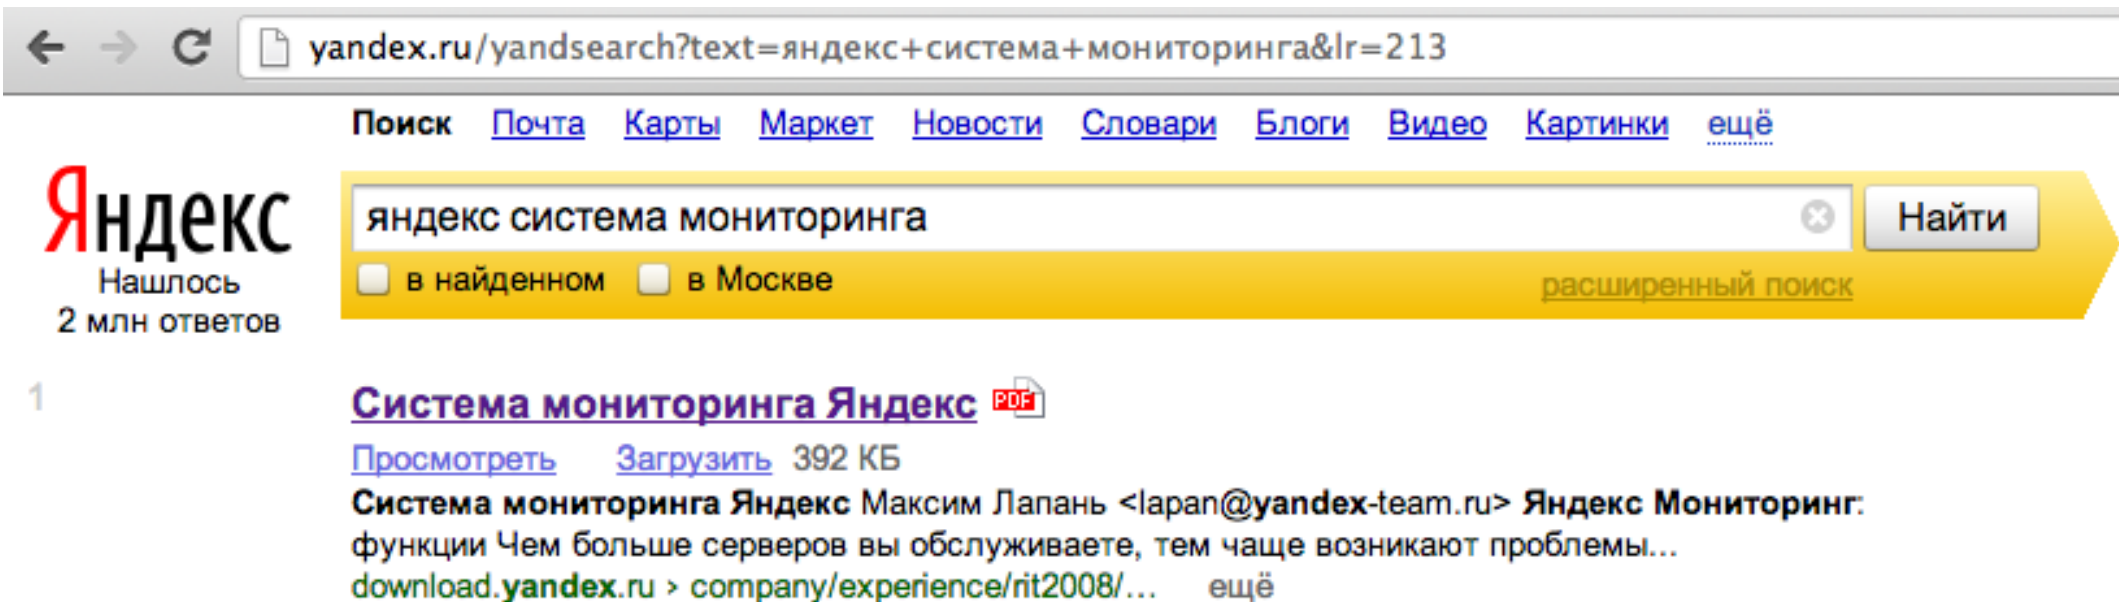 yandex.ru/yandsearch?text=яндекс+система+мониторинга&lr=213
Поиск Почта Карты Маркет Новости Словари Блоги Видео Картинки ещё
Яндекс
яндекс система мониторинга
Найти
Нашлось
2 млн ответов
в найденном в Москве расширенный поиск
1
Система мониторинга Яндекс PDF
Просмотреть Загрузить 392 КБ
Система мониторинга Яндекс Максим Лапань <lapan@yandex-team.ru> Яндекс Мониторинг:
функции Чем больше серверов вы обслуживаете, тем чаще возникают проблемы...
download.yandex.ru › company/experience/rit2008/... ещё